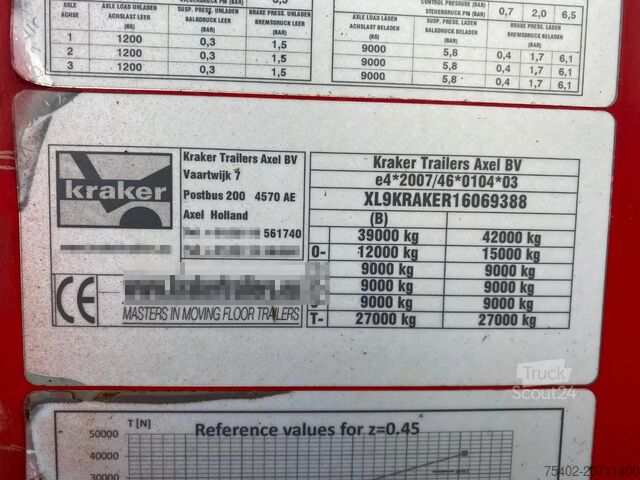 AXLE LOAD UNLADEN SUSP. PRESS. UNLADEN BRAKE PRESS. UNLADEN
ACHSE ACHSLAST LEER BALSDRUCK LEER BREMSDRUCK LEER
(KG) (BAR) (BAR)
1 1200 0,3 1,5
2 1200 0,3 1,5
3 1200 0,3 1,5
CONTROL PRESSURE PM (BAR)
STEUERDRUCK PM (BAR) 0,7 2,0 6,5
AXLE LOAD LADEN SUSP. PRESS. LADEN BRAKE PRESS. LADEN
ACHSLAST BELADEN BALSDRUCK BELADEN BREMSDRUCK BELADEN
(KG) (BAR) (BAR)
9000 5,8 0,4 1,7 6,1
9000 5,8 0,4 1,7 6,1
9000 5,8 0,4 1,7 6,1
kraker
Kraker Trailers Axel BV
Vaartwijk 7
Postbus 200 4570 AE
Axel Holland
561740
CE
MASTERS IN MOVING FLOOR TRAILERS
Kraker Trailers Axel BV
e4*2007/46*0104*03
XL9KRAKER16069388
(B)
39000 kg 42000 kg
0- 12000 kg 15000 kg
9000 kg 9000 kg
9000 kg 9000 kg
9000 kg 9000 kg
T- 27000 kg 27000 kg
Truck
Scout24
T [N] Reference values for z=0.45
50000
40000
30000
75402-20711400